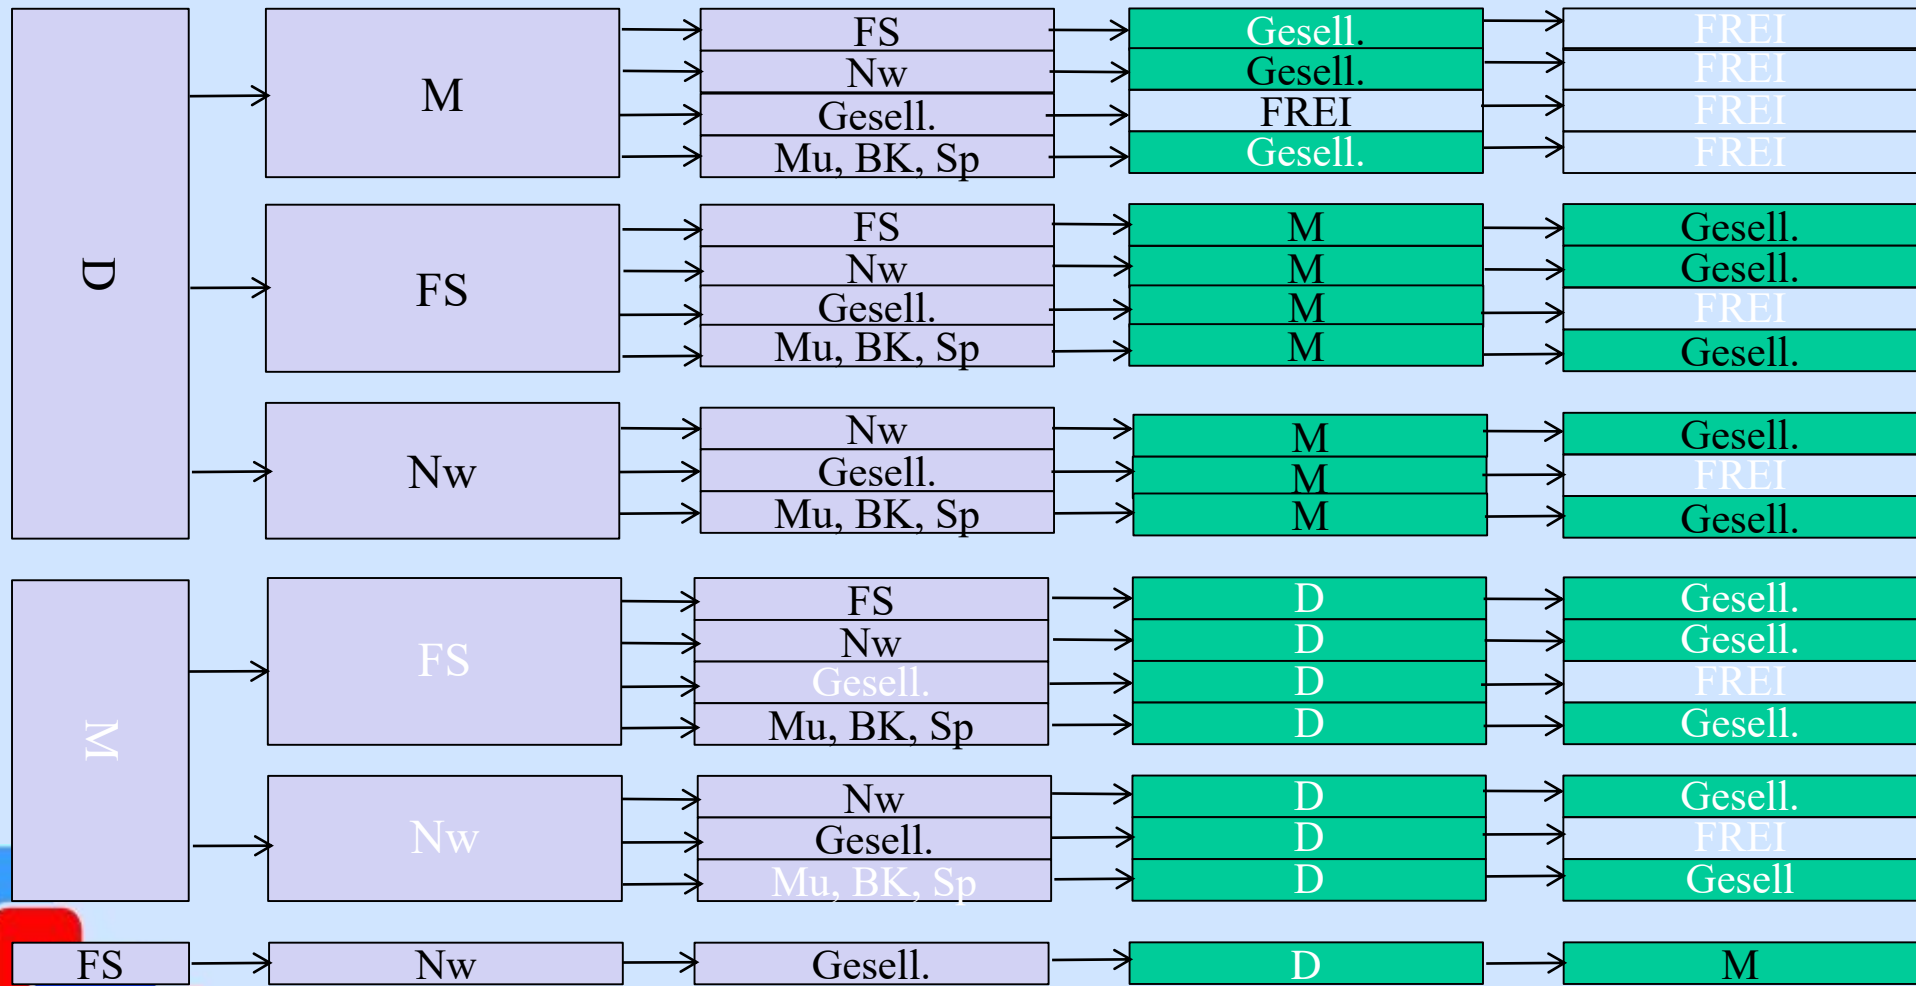 D
M
FS
Gesell.
FREI
Nw
Gesell.
FREI
Gesell.
FREI
FREI
Mu, BK, Sp
Gesell.
FREI
FS
FS
M
Gesell.
Nw
M
Gesell.
Gesell.
M
FREI
Mu, BK, Sp
M
Gesell.
Nw
Nw
M
Gesell.
Gesell.
M
FREI
Mu, BK, Sp
M
Gesell.
M
FS
FS
D
Gesell.
Nw
D
Gesell.
Gesell.
D
FREI
Mu, BK, Sp
D
Gesell.
Nw
Nw
D
Gesell.
Gesell.
D
FREI
Mu, BK, Sp
D
Gesell
FS
Nw
Gesell.
D
M